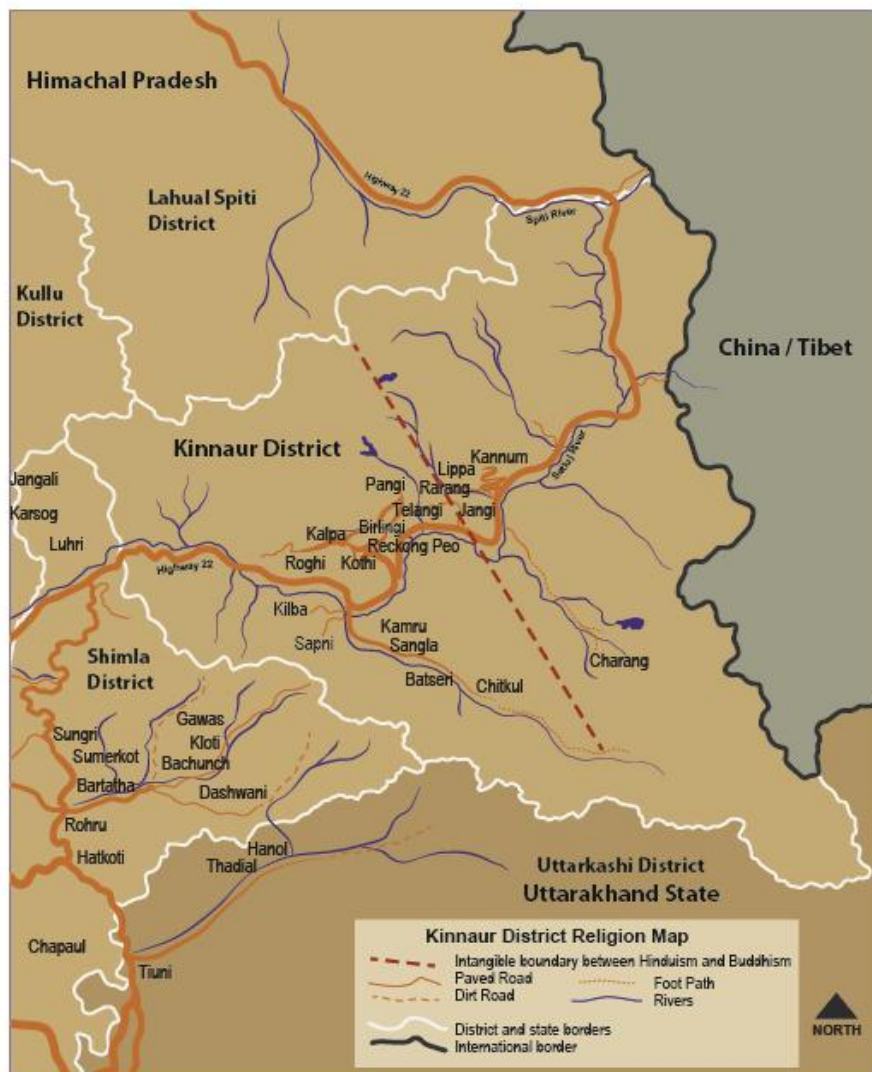 Himachal Pradesh
Highway 22
Lahual Spiti
District
Spiti River
Kullu
District
China / Tibet
Kinnaur District
Kannum
Lippa
Satluj River
Jangali
Pangi
Rarang
Karsog
Telangi
Jangi
Birlingi
Kalpa
Luhri
Reckong Peo
Highway 22
Roghi
Kothi
Kilba
Kamru
Sapni
Sangla
Charang
Shimla
District
Batseri
Chitkul
Gawas
Sungri
Kloti
Sumerkot
Bachunch
Bartatha
Dashwani
Rohru
Hanol
Hatkoti
Thadial
Uttarkashi District
Uttarakhand State
Chapaul
Tiuni
Kinnaur District Religion Map
Intangible boundary between Hinduism and Buddhism
Paved Road
Foot Path
Dirt Road
Rivers
District and state borders
International border
NORTH